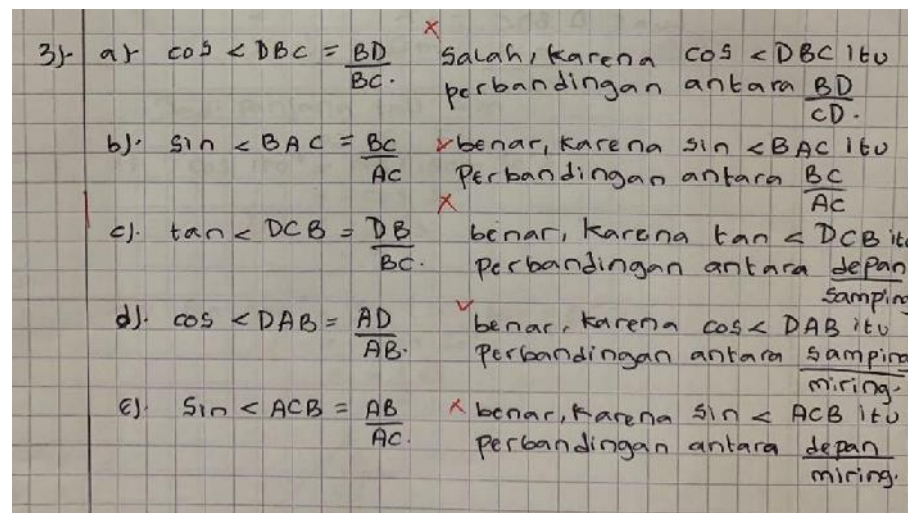 3). a). cos < DBC = BD/BC. Salah, karena cos < DBC itu
perbandingan antara BD/CD.
b). sin < BAC = BC/AC benar, karena sin < BAC itu
Perbandingan antara BC/AC
c). tan < DCB = DB/BC. benar, karena tan < DCB itu
perbandingan antara depan/samping
d). cos < DAB = AD/AB. benar, karena cos < DAB itu
Perbandingan antara samping/miring.
e). Sin < ACB = AB/AC. benar, karena sin < ACB itu
perbandingan antara depan/miring.